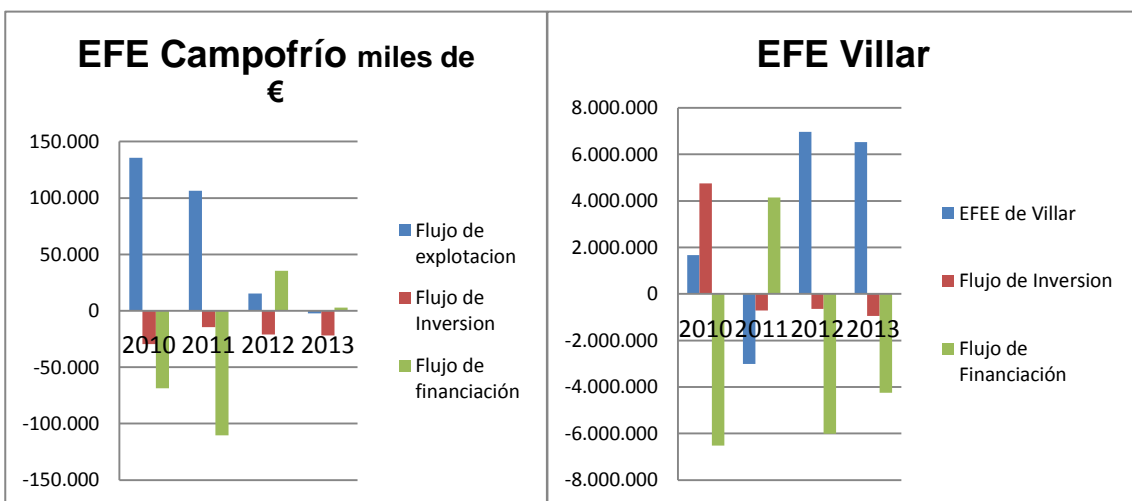 EFE Campofrío miles de
€
150.000
100.000
50.000
0
-50.000
-100.000
-150.000
2010 2011 2012 2013
Flujo de
explotacion
Flujo de
Inversion
Flujo de
financiación
EFE Villar
8.000.000
6.000.000
4.000.000
2.000.000
0
-2.000.000
-4.000.000
-6.000.000
-8.000.000
2010 2011 2012 2013
EFEE de Villar
Flujo de Inversion
Flujo de
Financiación